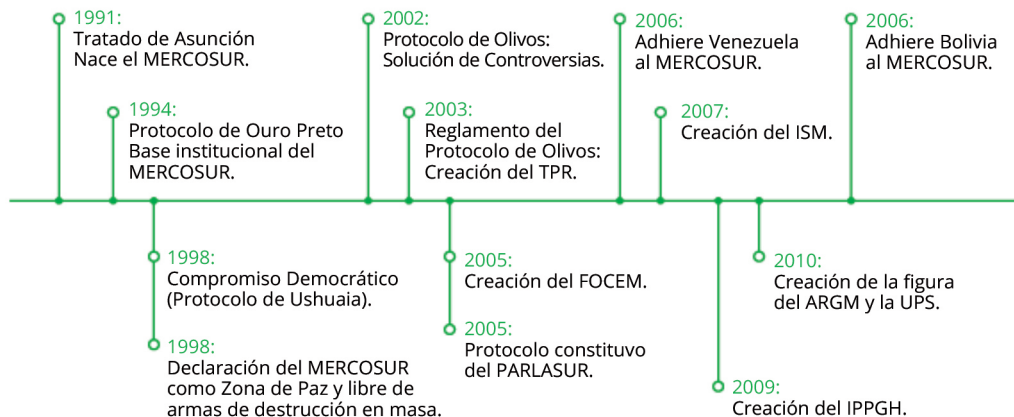 1991:
Tratado de Asunción
Nace el MERCOSUR.
1994:
Protocolo de Ouro Preto
Base institucional del
MERCOSUR.
1998:
Compromiso Democrático
(Protocolo de Ushuaia).
1998:
Declaración del MERCOSUR
como Zona de Paz y libre de
armas de destrucción en masa.
2002:
Protocolo de Olivos:
Solución de Controversias.
2003:
Reglamento del
Protocolo de Olivos:
Creación del TPR.
2005:
Creación del FOCEM.
2005:
Protocolo constituvo
del PARLASUR.
2006:
Adhiere Venezuela
al MERCOSUR.
2007:
Creación del ISM.
2009:
Creación del IPPGH.
2010:
Creación de la figura
del ARGM y la UPS.
2006:
Adhiere Bolivia
al MERCOSUR.